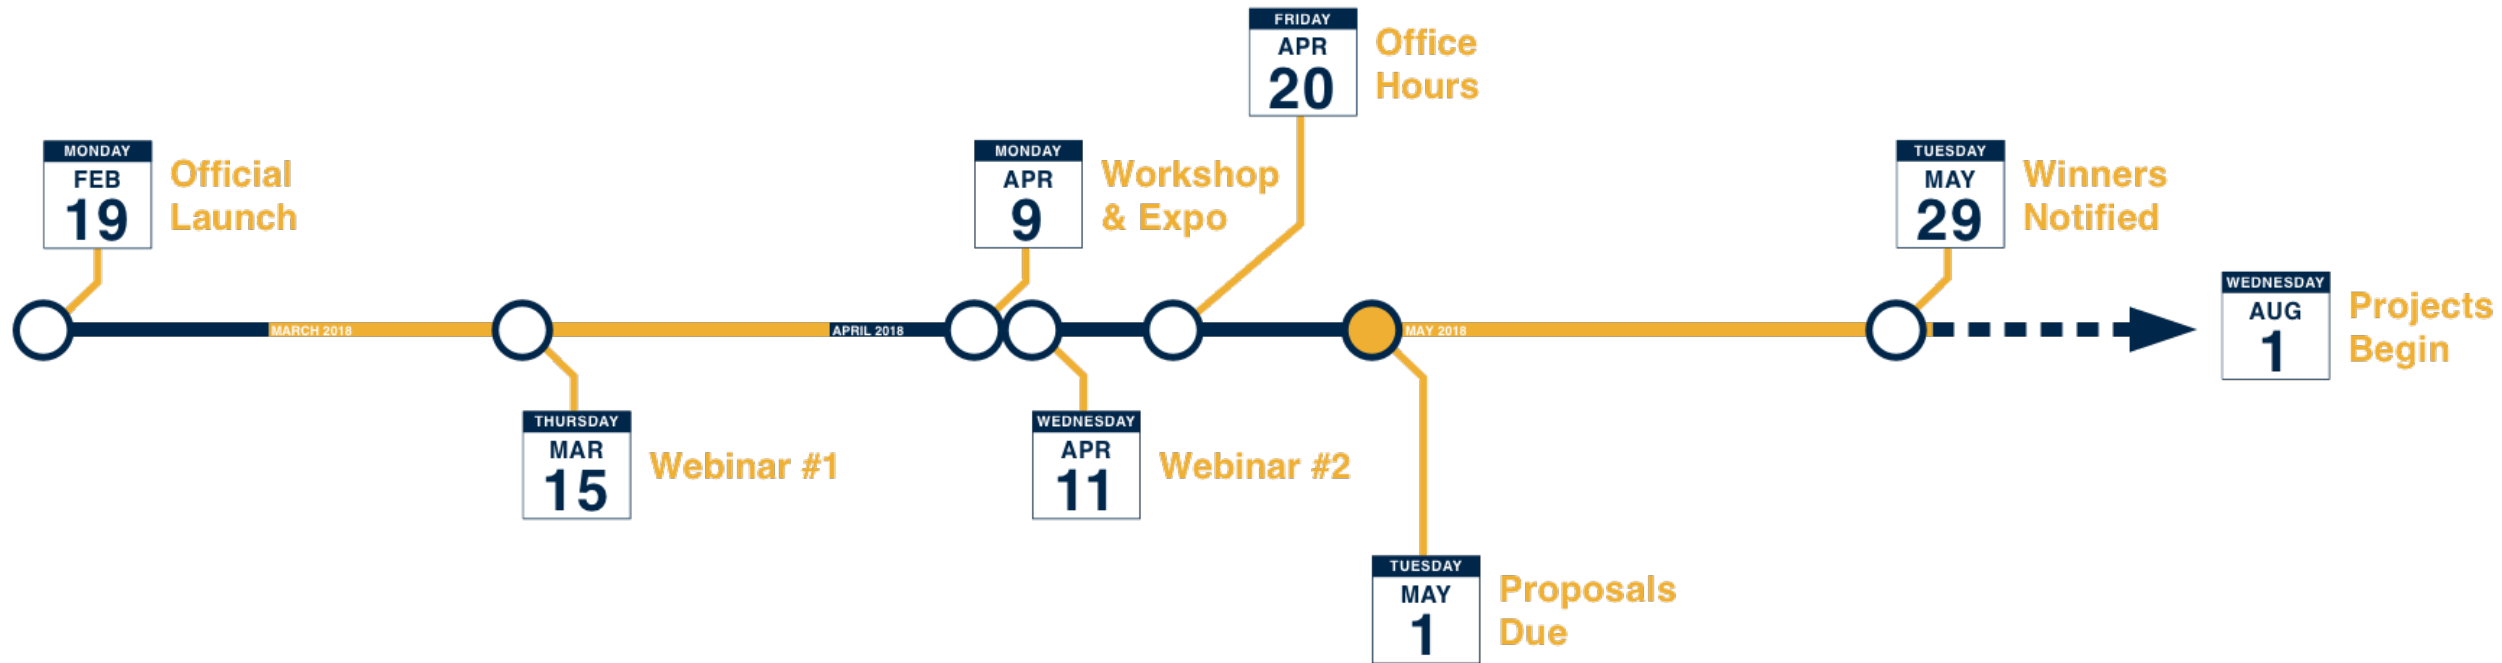 FRIDAY
APR
20
Office
Hours
MONDAY
FEB
19
Official
Launch
MONDAY
APR
9
Workshop
& Expo
TUESDAY
MAY
29
Winners
Notified
WEDNESDAY
AUG
1
Projects
Begin
MARCH 2018
APRIL 2018
MAY 2018
THURSDAY
MAR
15
Webinar #1
WEDNESDAY
APR
11
Webinar #2
TUESDAY
MAY
1
Proposals
Due